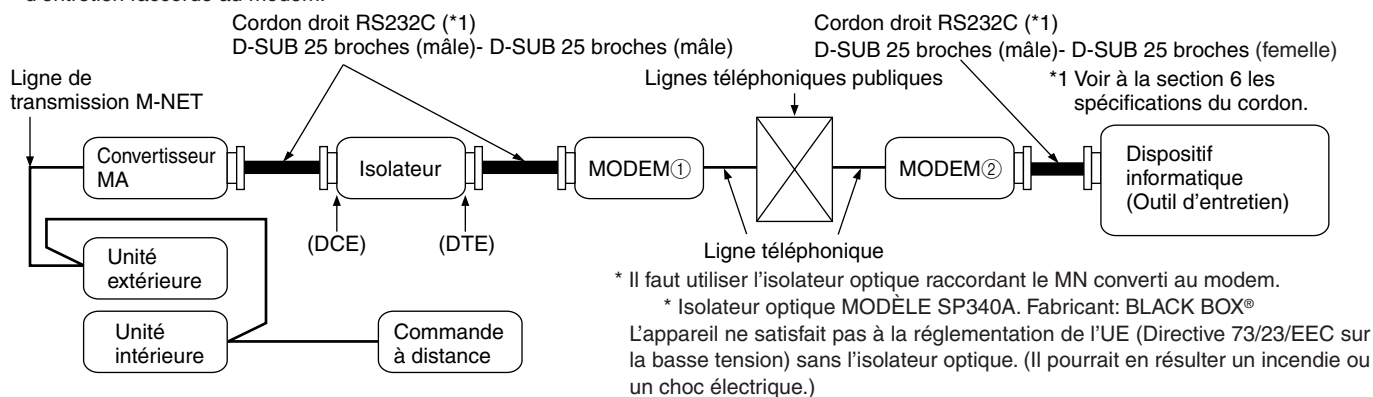 d'entretien raccordé au modem.
Cordon droit RS232C (*1)
D-SUB 25 broches (mâle)- D-SUB 25 broches (mâle)
Cordon droit RS232C (*1)
D-SUB 25 broches (mâle)- D-SUB 25 broches (femelle)
Ligne de
transmission M-NET
Lignes téléphoniques publiques
*1 Voir à la section 6 les
spécifications du cordon.
Convertisseur
MA
Isolateur
MODEM①
MODEM②
Dispositif
informatique
(Outil d'entretien)
(DCE)
(DTE)
Ligne téléphonique
Unité
extérieure
Unité
intérieure
Commande
à distance
* Il faut utiliser l'isolateur optique raccordant le MN converti au modem.
* Isolateur optique MODÈLE SP340A. Fabricant: BLACK BOX®
L'appareil ne satisfait pas à la réglementation de l'UE (Directive 73/23/EEC sur
la basse tension) sans l'isolateur optique. (Il pourrait en résulter un incendie ou
un choc électrique.)